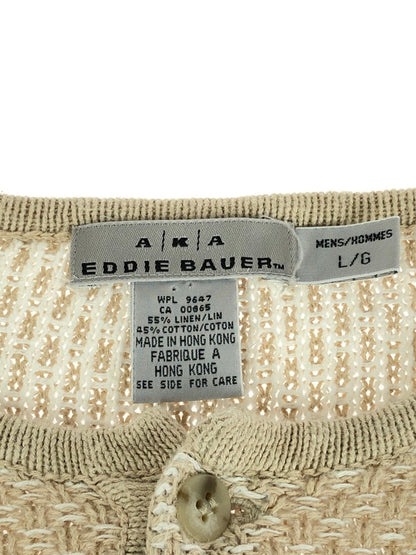 A|K|A
EDDIE BAUER™
MENS/HOMMES
L/G
WPL 9647
CA 00865
55% LINEN/LIN
45% COTTON/COTON
MADE IN HONG KONG
FABRIQUE A
HONG KONG
SEE SIDE FOR CARE